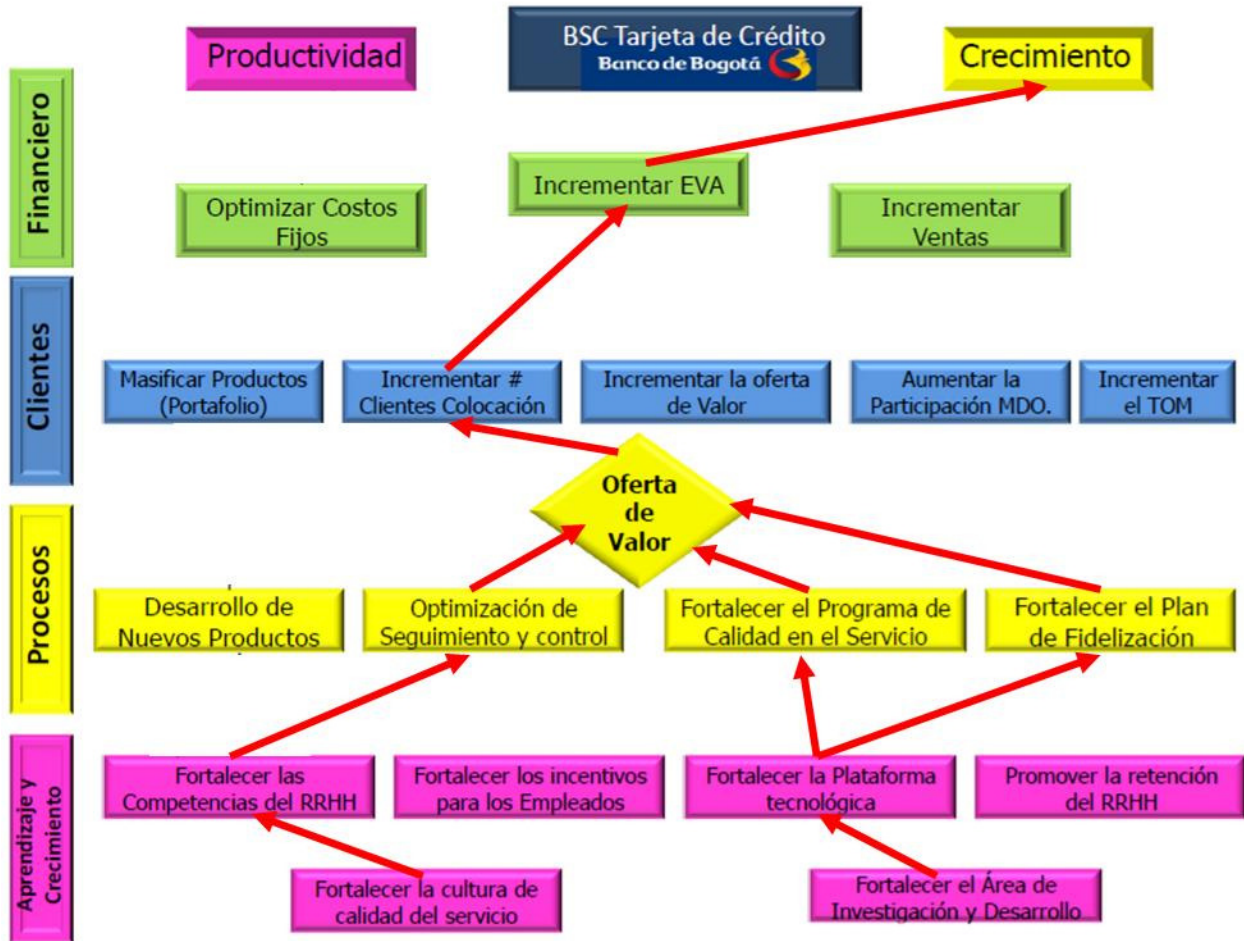 BSC Tarjeta de Crédito
Banco de Bogotá
Productividad
Crecimiento
Financiero
Incrementar EVA
Optimizar Costos
Fijos
Incrementar
Ventas
Clientes
Masificar Productos
(Portafolio)
Incrementar #
Clientes Colocación
Incrementar la oferta
de Valor
Aumentar la
Participación MDO.
Incrementar
el TOM
Oferta
de
Valor
Procesos
Desarrollo de
Nuevos Productos
Optimización de
Seguimiento y control
Fortalecer el Programa de
Calidad en el Servicio
Fortalecer el Plan
de Fidelización
Aprendizaje y
Crecimiento
Fortalecer las
Competencias del RRHH
Fortalecer los incentivos
para los Empleados
Fortalecer la Plataforma
tecnológica
Promover la retención
del RRHH
Fortalecer la cultura de
calidad del servicio
Fortalecer el Área de
Investigación y Desarrollo